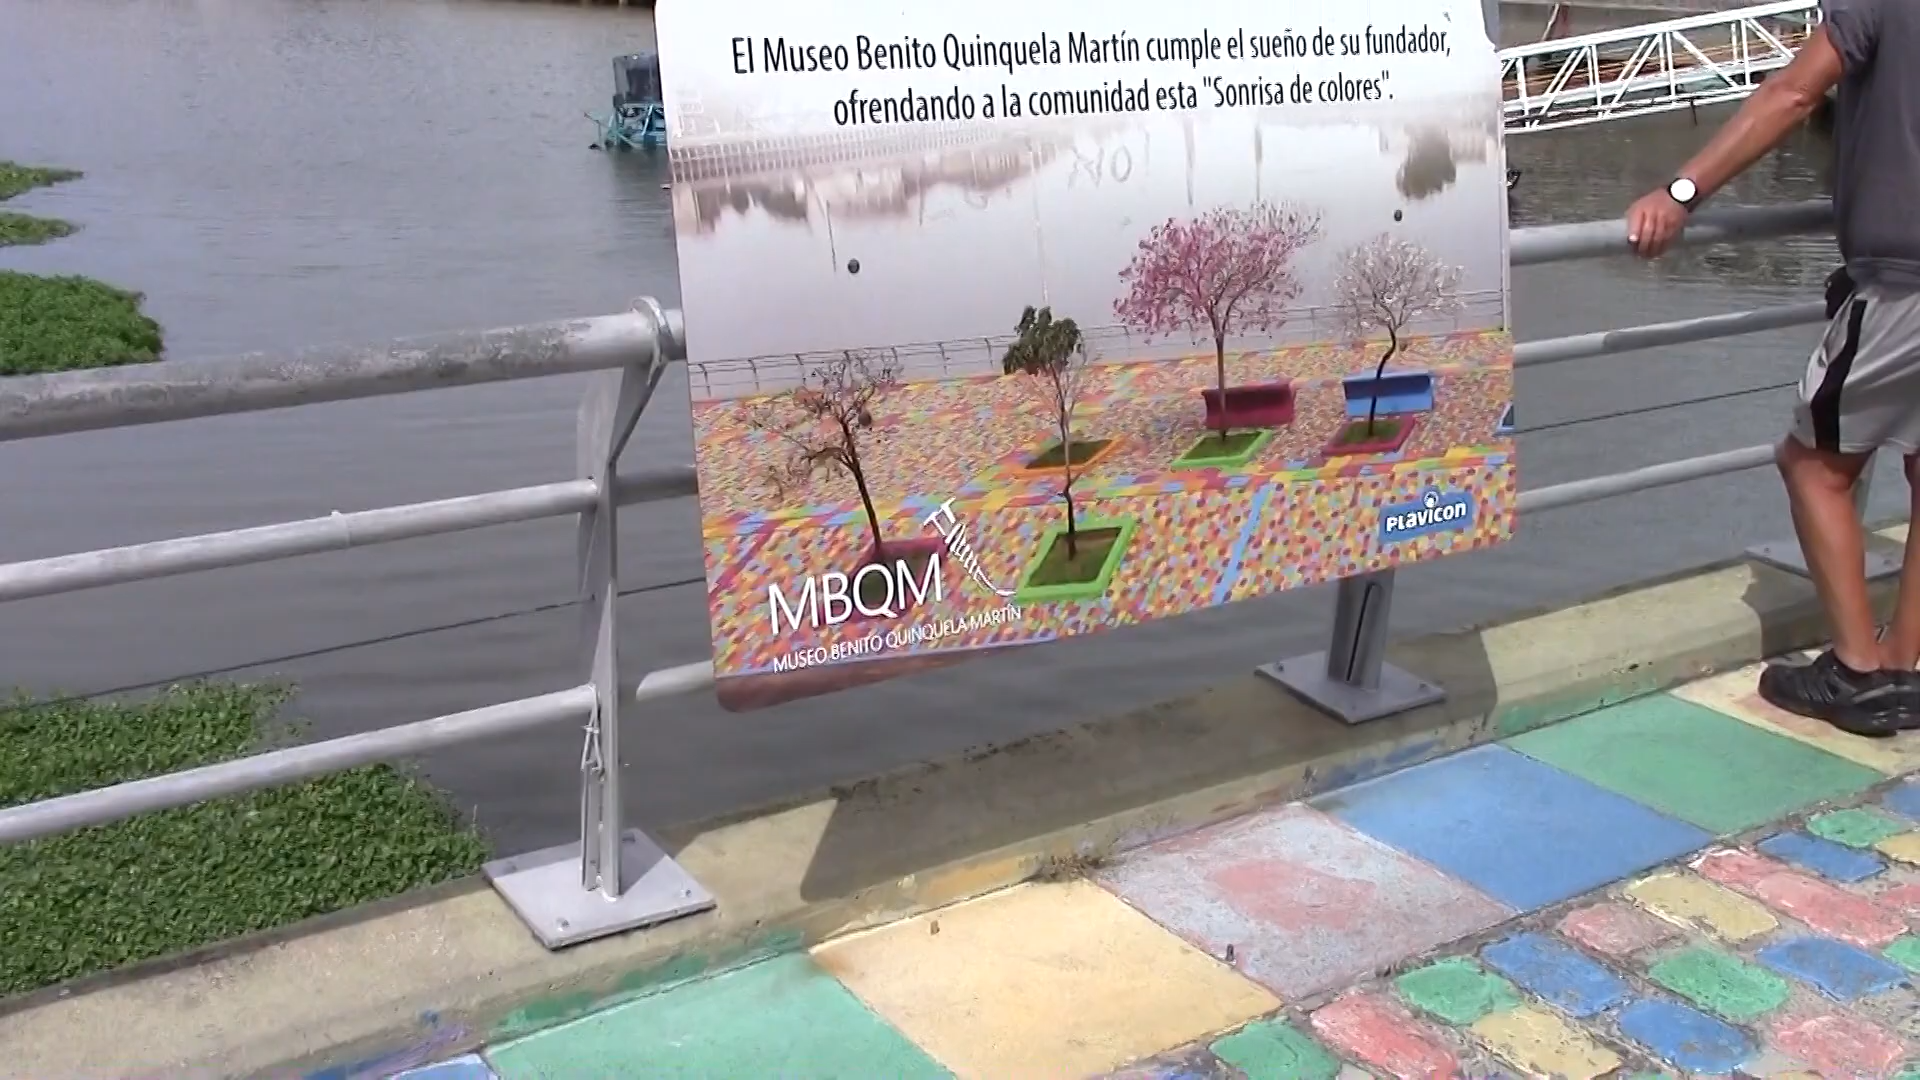 El Museo Benito Quinquela Martín cumple el sueño de su fundador,
ofrendando a la comunidad esta "Sonrisa de colores".
NO
PLAVICON
MBQM
MUSEO BENITO QUINQUELA MARTÍN